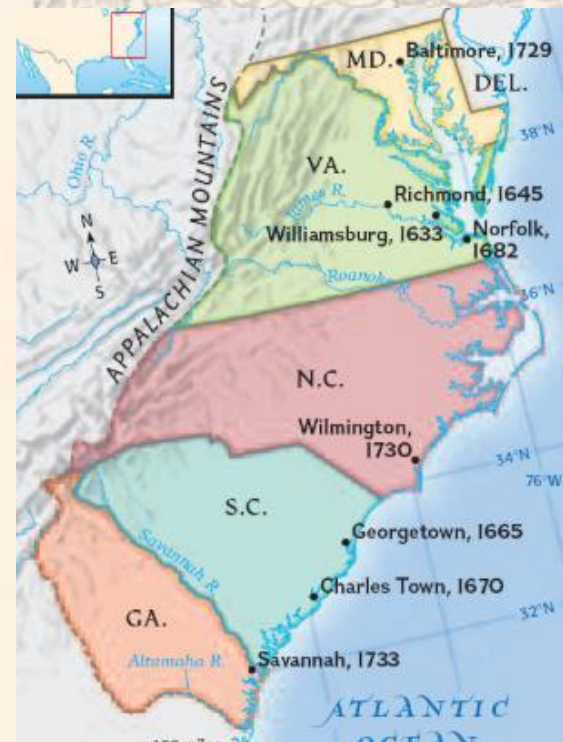 MD.
Baltimore, 1729
DEL.
38°N
Ohio R.
APPALACHIAN MOUNTAINS
VA.
James R.
Richmond, 1645
Williamsburg, 1633
Norfolk,
1682
N
W E
S
Roanoke R.
36°N
N.C.
Wilmington,
1730
34°N
76°W
S.C.
Georgetown, 1665
Savannah R.
Charles Town, 1670
32°N
GA.
Altamaha R.
Savannah, 1733
ATLANTIC
OCEAN